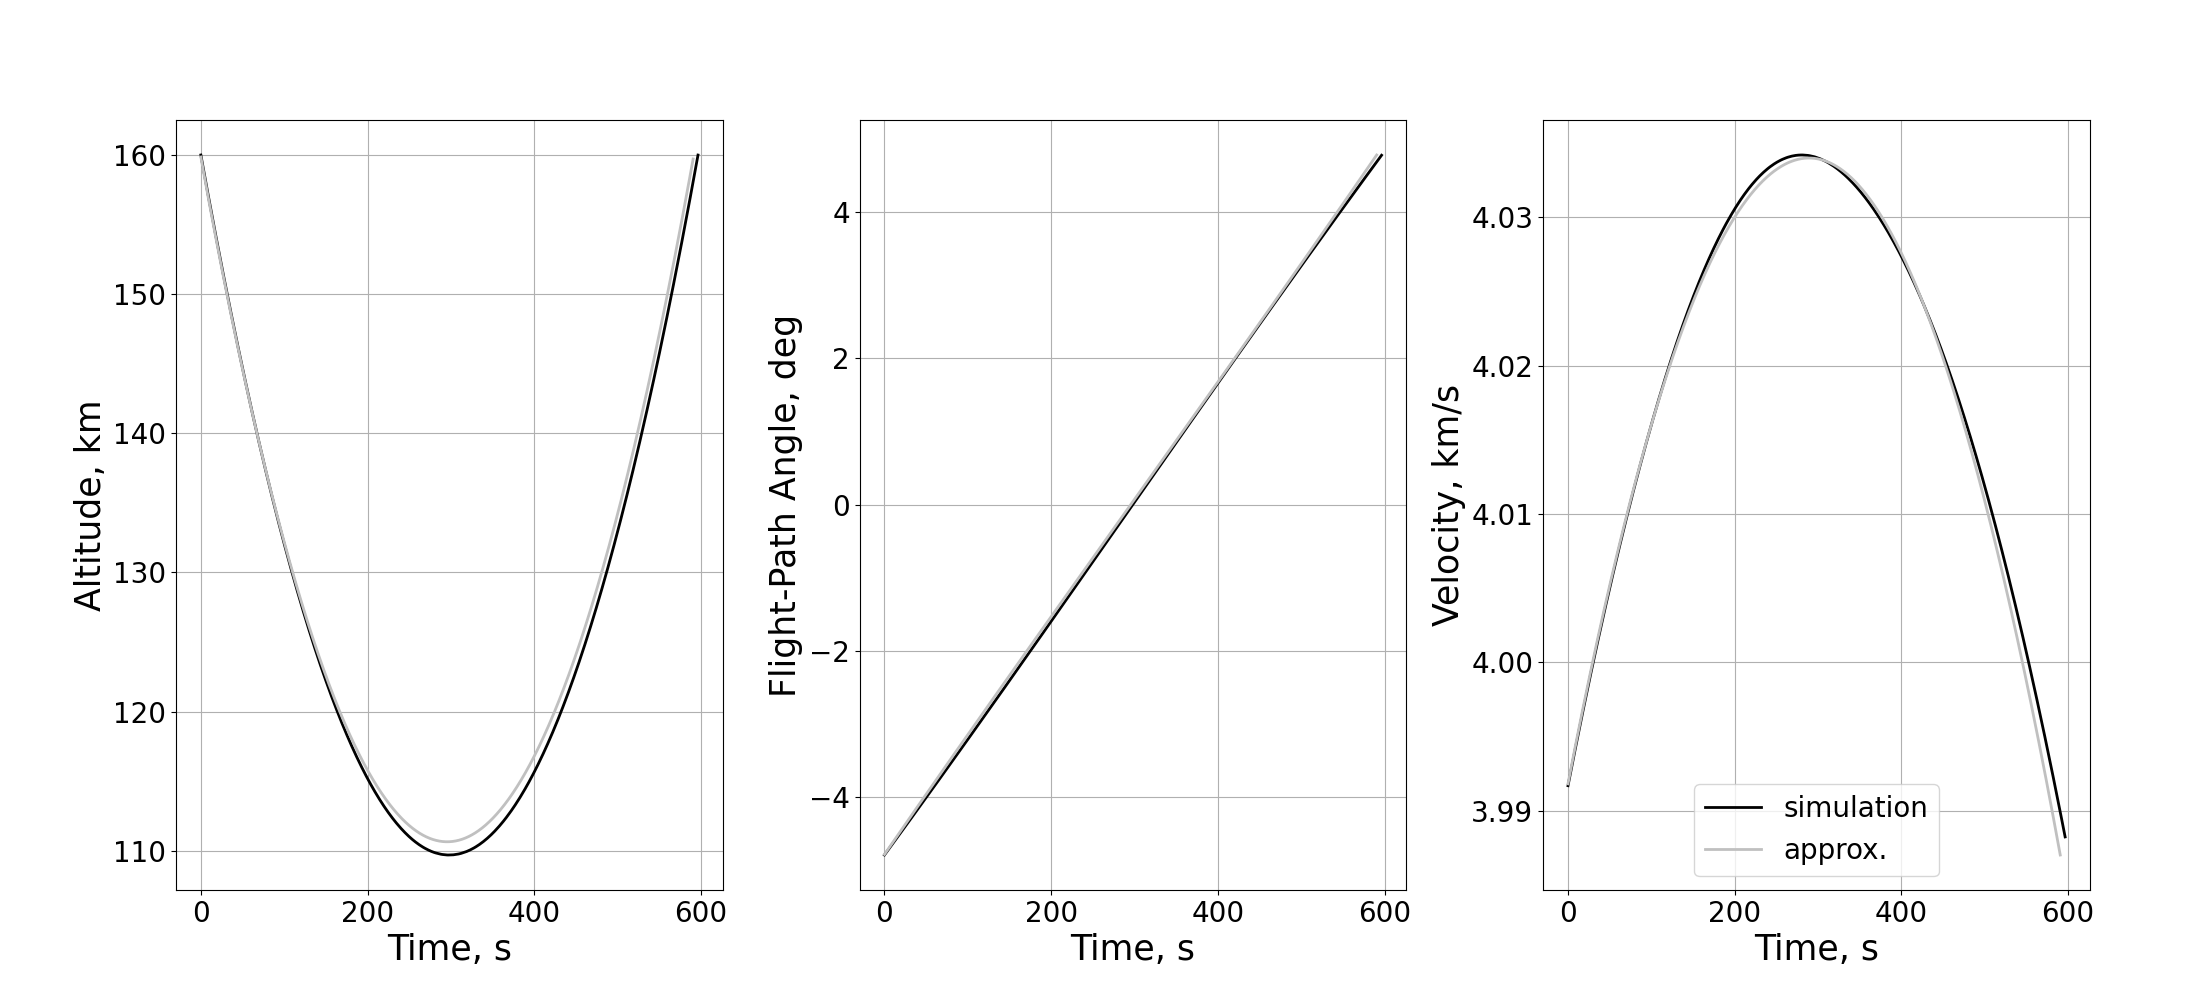 Altitude, km
160
150
140
130
120
110
0 200 400 600
Time, s
Flight-Path Angle, deg
4
2
0
−2
−4
0 200 400 600
Time, s
Velocity, km/s
4.03
4.02
4.01
4.00
3.99
simulation
approx.
0 200 400 600
Time, s